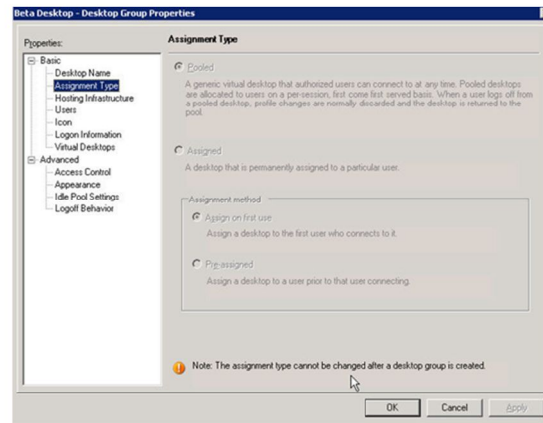 Beta Desktop - Desktop Group Properties
Properties:
Basic
Desktop Name
Assignment Type
Hosting Infrastructure
Users
Icon
Logon Information
Virtual Desktops
Advanced
Access Control
Appearance
Idle Pool Settings
Logoff Behavior
Assignment Type
Pooled
A generic virtual desktop that authorized users can connect to at any time. Pooled desktops
are allocated to users on a per-session, first come first served basis. When a user logs off from
a pooled desktop, profile changes are normally discarded and the desktop is returned to the
pool.
Assigned
A desktop that is permanently assigned to a particular user.
Assignment method
Assign on first use
Assign a desktop to the first user who connects to it.
Pre-assigned
Assign a desktop to a user prior to that user connecting.
Note: The assignment type cannot be changed after a desktop group is created.
OK
Cancel
Apply